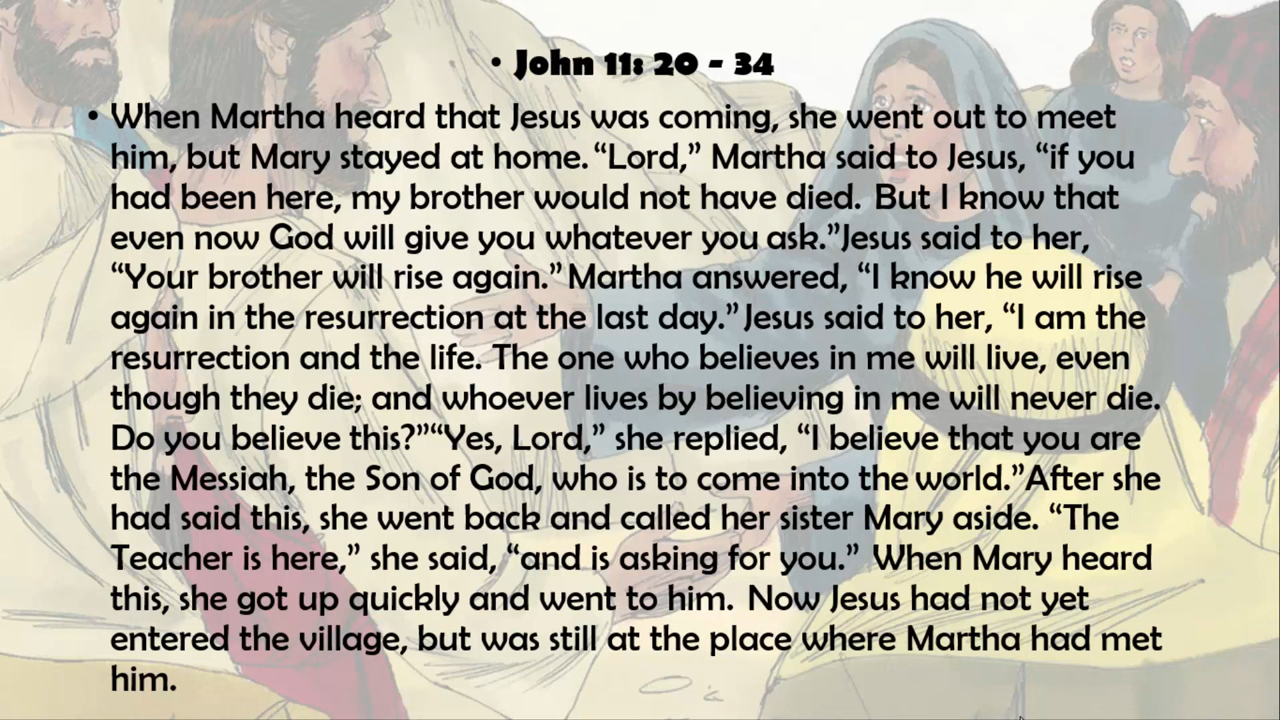 • John 11: 20 - 34
• When Martha heard that Jesus was coming, she went out to meet
him, but Mary stayed at home. “Lord,” Martha said to Jesus, “if you
had been here, my brother would not have died. But I know that
even now God will give you whatever you ask.”Jesus said to her,
“Your brother will rise again.” Martha answered, “I know he will rise
again in the resurrection at the last day.” Jesus said to her, “I am the
resurrection and the life. The one who believes in me will live, even
though they die; and whoever lives by believing in me will never die.
Do you believe this?”“Yes, Lord,” she replied, “I believe that you are
the Messiah, the Son of God, who is to come into the world.”After she
had said this, she went back and called her sister Mary aside. “The
Teacher is here,” she said, “and is asking for you.” When Mary heard
this, she got up quickly and went to him. Now Jesus had not yet
entered the village, but was still at the place where Martha had met
him.